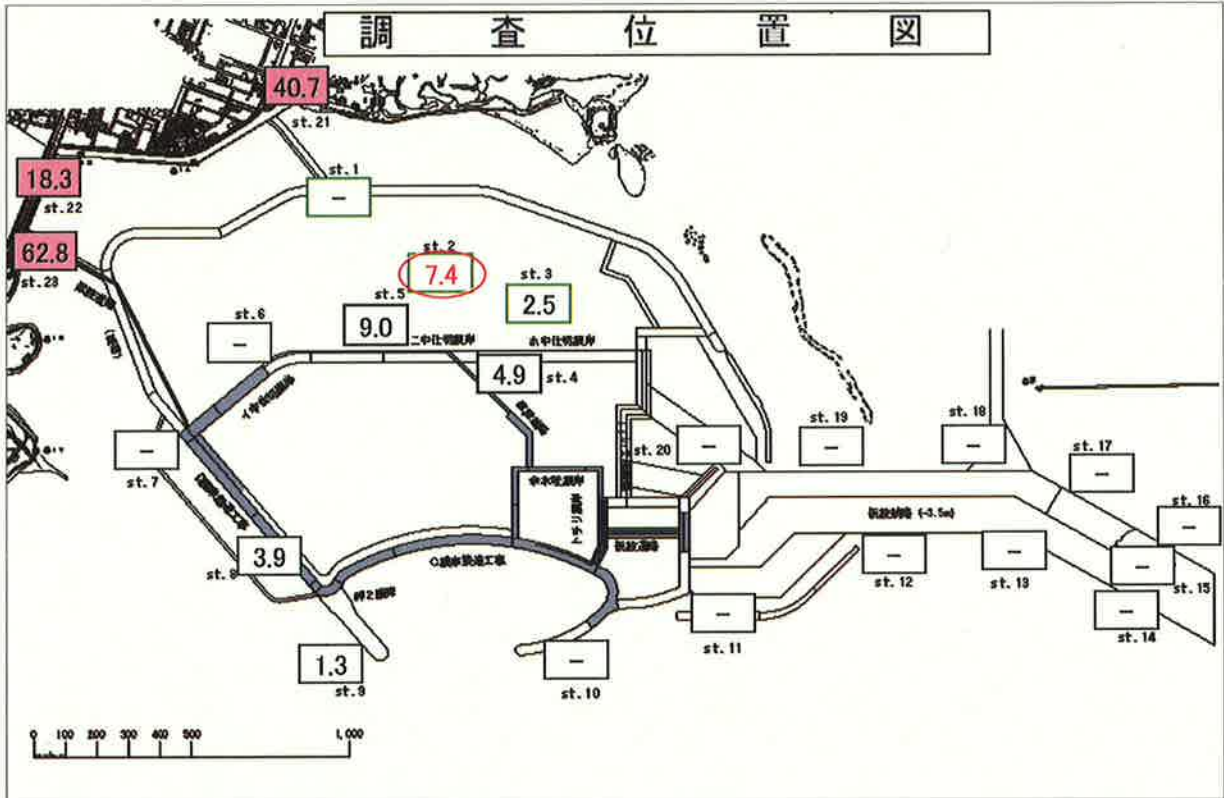 調査位置図
40.7
st.21
18.3
st.22
st.1
—
62.8
st.23
st.2
7.4
st.3
2.5
st.5
9.0
st.6
—
4.9
st.4
st.7
—
st.20
—
st.19
—
st.18
—
st.17
—
st.16
—
3.9
st.8
st.12
—
st.13
—
st.15
—
st.14
—
st.11
—
1.3
st.9
st.10
—
(-3.5m)
0 100 200 300 400 500 1,000